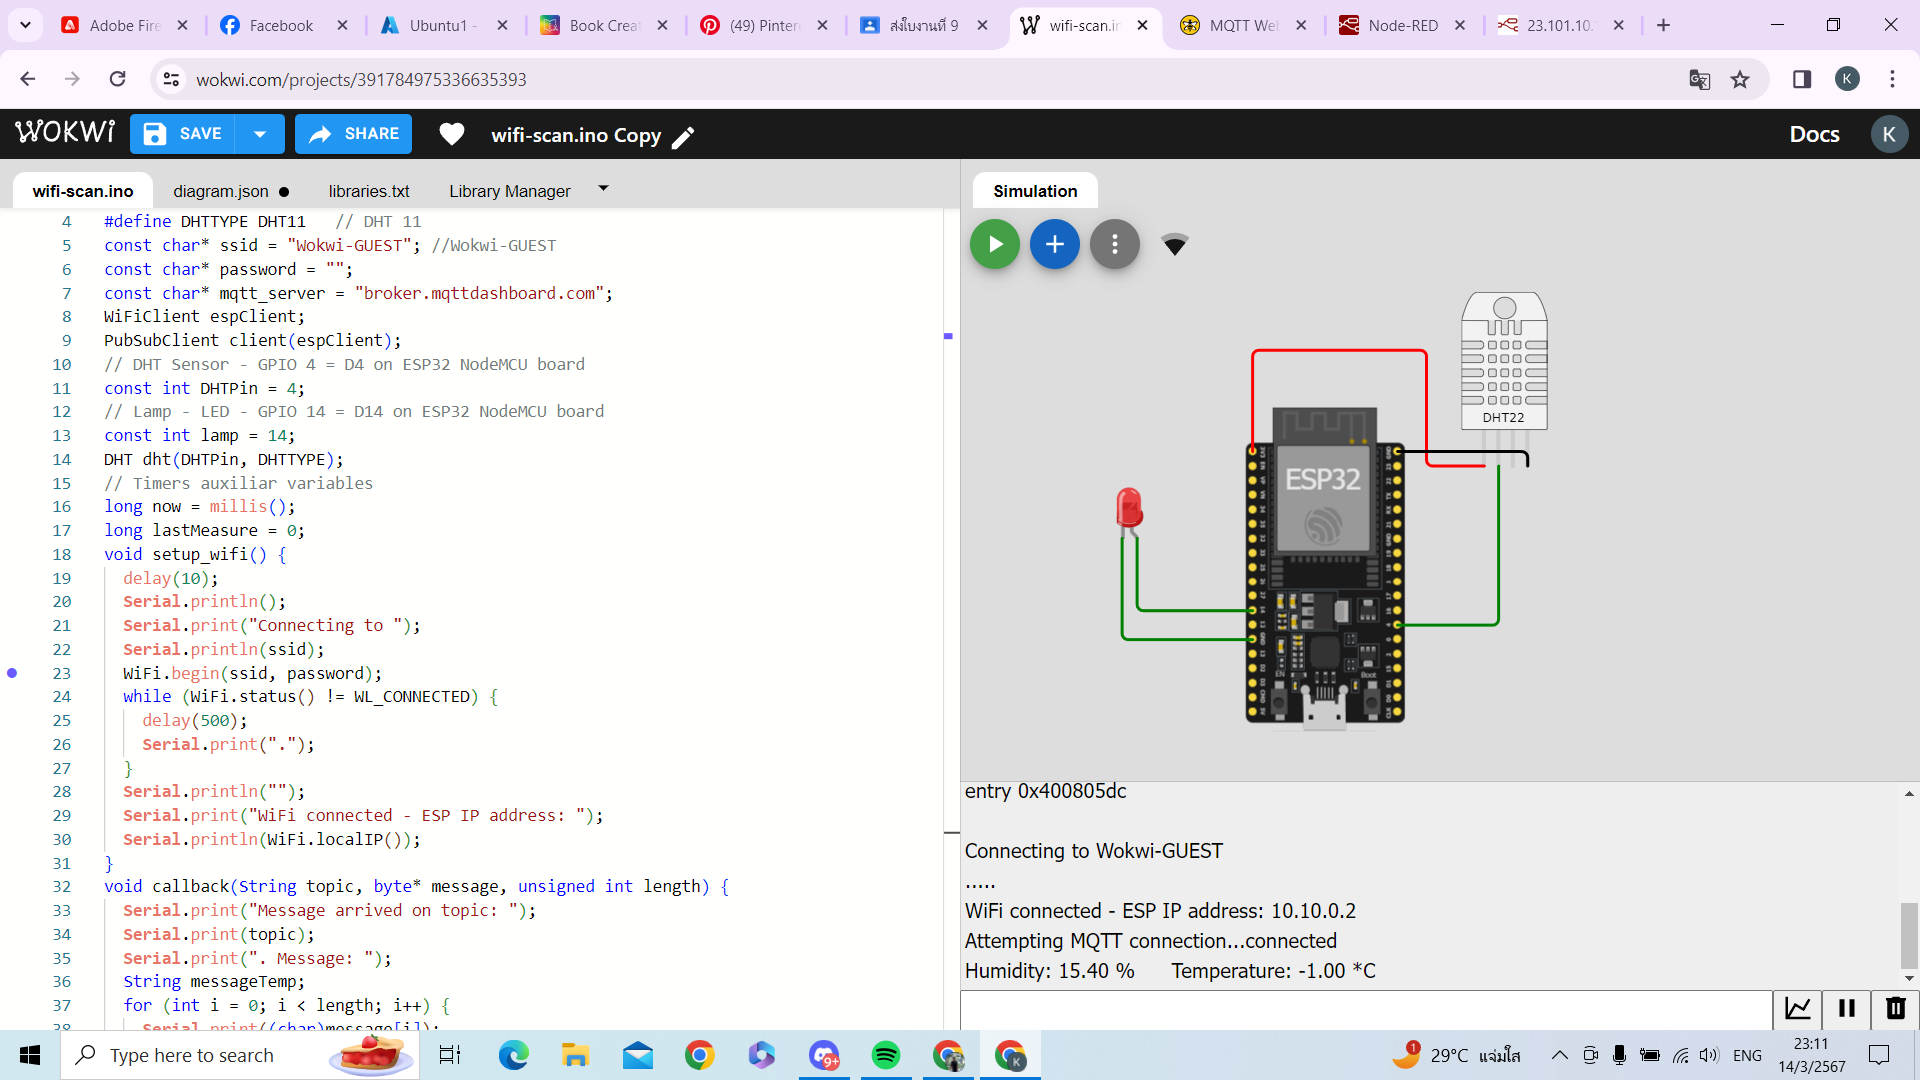 Adobe Fire
Facebook
Ubuntu1 -
Book Creat
(49) Pintere
ส่งใบงานที่ 9
wifi-scan.in
MQTT Web
Node-RED
23.101.10.
wokwi.com/projects/391784975336635393
K
WOKWi
SAVE
SHARE
wifi-scan.ino Copy
Docs
K
wifi-scan.ino
diagram.json ●
libraries.txt
Library Manager
Simulation
4 #define DHTTYPE DHT11   // DHT 11
5 const char* ssid = "Wokwi-GUEST"; //Wokwi-GUEST
6 const char* password = "";
7 const char* mqtt_server = "broker.mqttdashboard.com";
8 WiFiClient espClient;
9 PubSubClient client(espClient);
10 // DHT Sensor - GPIO 4 = D4 on ESP32 NodeMCU board
11 const int DHTPin = 4;
12 // Lamp - LED - GPIO 14 = D14 on ESP32 NodeMCU board
13 const int lamp = 14;
14 DHT dht(DHTPin, DHTTYPE);
15 // Timers auxiliar variables
16 long now = millis();
17 long lastMeasure = 0;
18 void setup_wifi() {
19 delay(10);
20 Serial.println();
21 Serial.print("Connecting to ");
22 Serial.println(ssid);
23 WiFi.begin(ssid, password);
24 while (WiFi.status() != WL_CONNECTED) {
25 delay(500);
26 Serial.print(".");
27 }
28 Serial.println("");
29 Serial.print("WiFi connected - ESP IP address: ");
30 Serial.println(WiFi.localIP());
31 }
32 void callback(String topic, byte* message, unsigned int length) {
33 Serial.print("Message arrived on topic: ");
34 Serial.print(topic);
35 Serial.print(". Message: ");
36 String messageTemp;
37 for (int i = 0; i < length; i++) {
38 Serial.print((char)message[i]);
DHT22
ESP32
EN
Boot
entry 0x400805dc
Connecting to Wokwi-GUEST
.....
WiFi connected - ESP IP address: 10.10.0.2
Attempting MQTT connection...connected
Humidity: 15.40 %   Temperature: -1.00 *C
Type here to search
9+
K
1
29°C แจ่มใส
ENG
23:11
14/3/2567